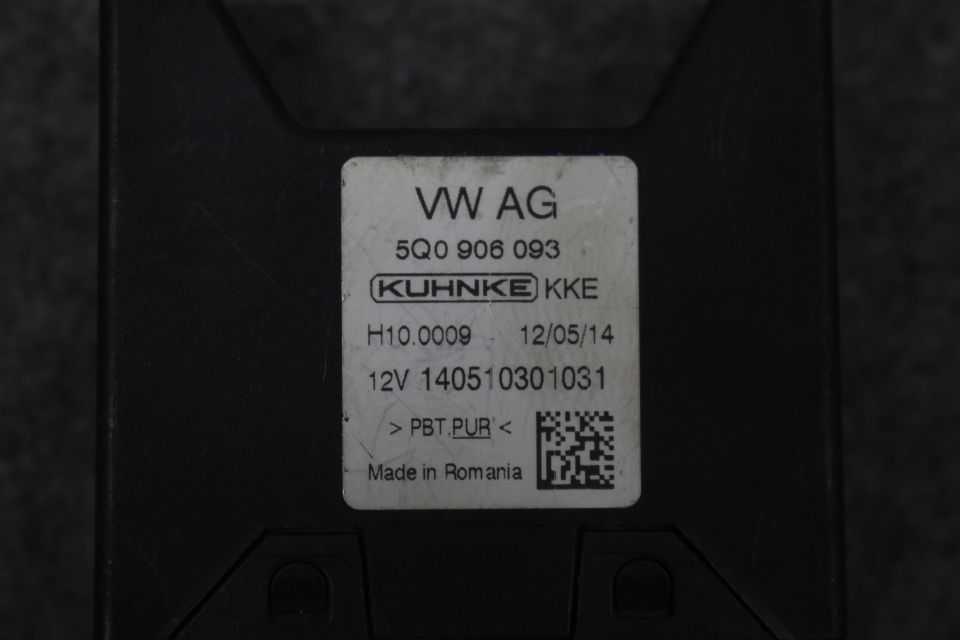 VW AG
5Q0 906 093
KUHNKE KKE
H10.0009 12/05/14
12V 140510301031
> PBT.PUR <
Made in Romania